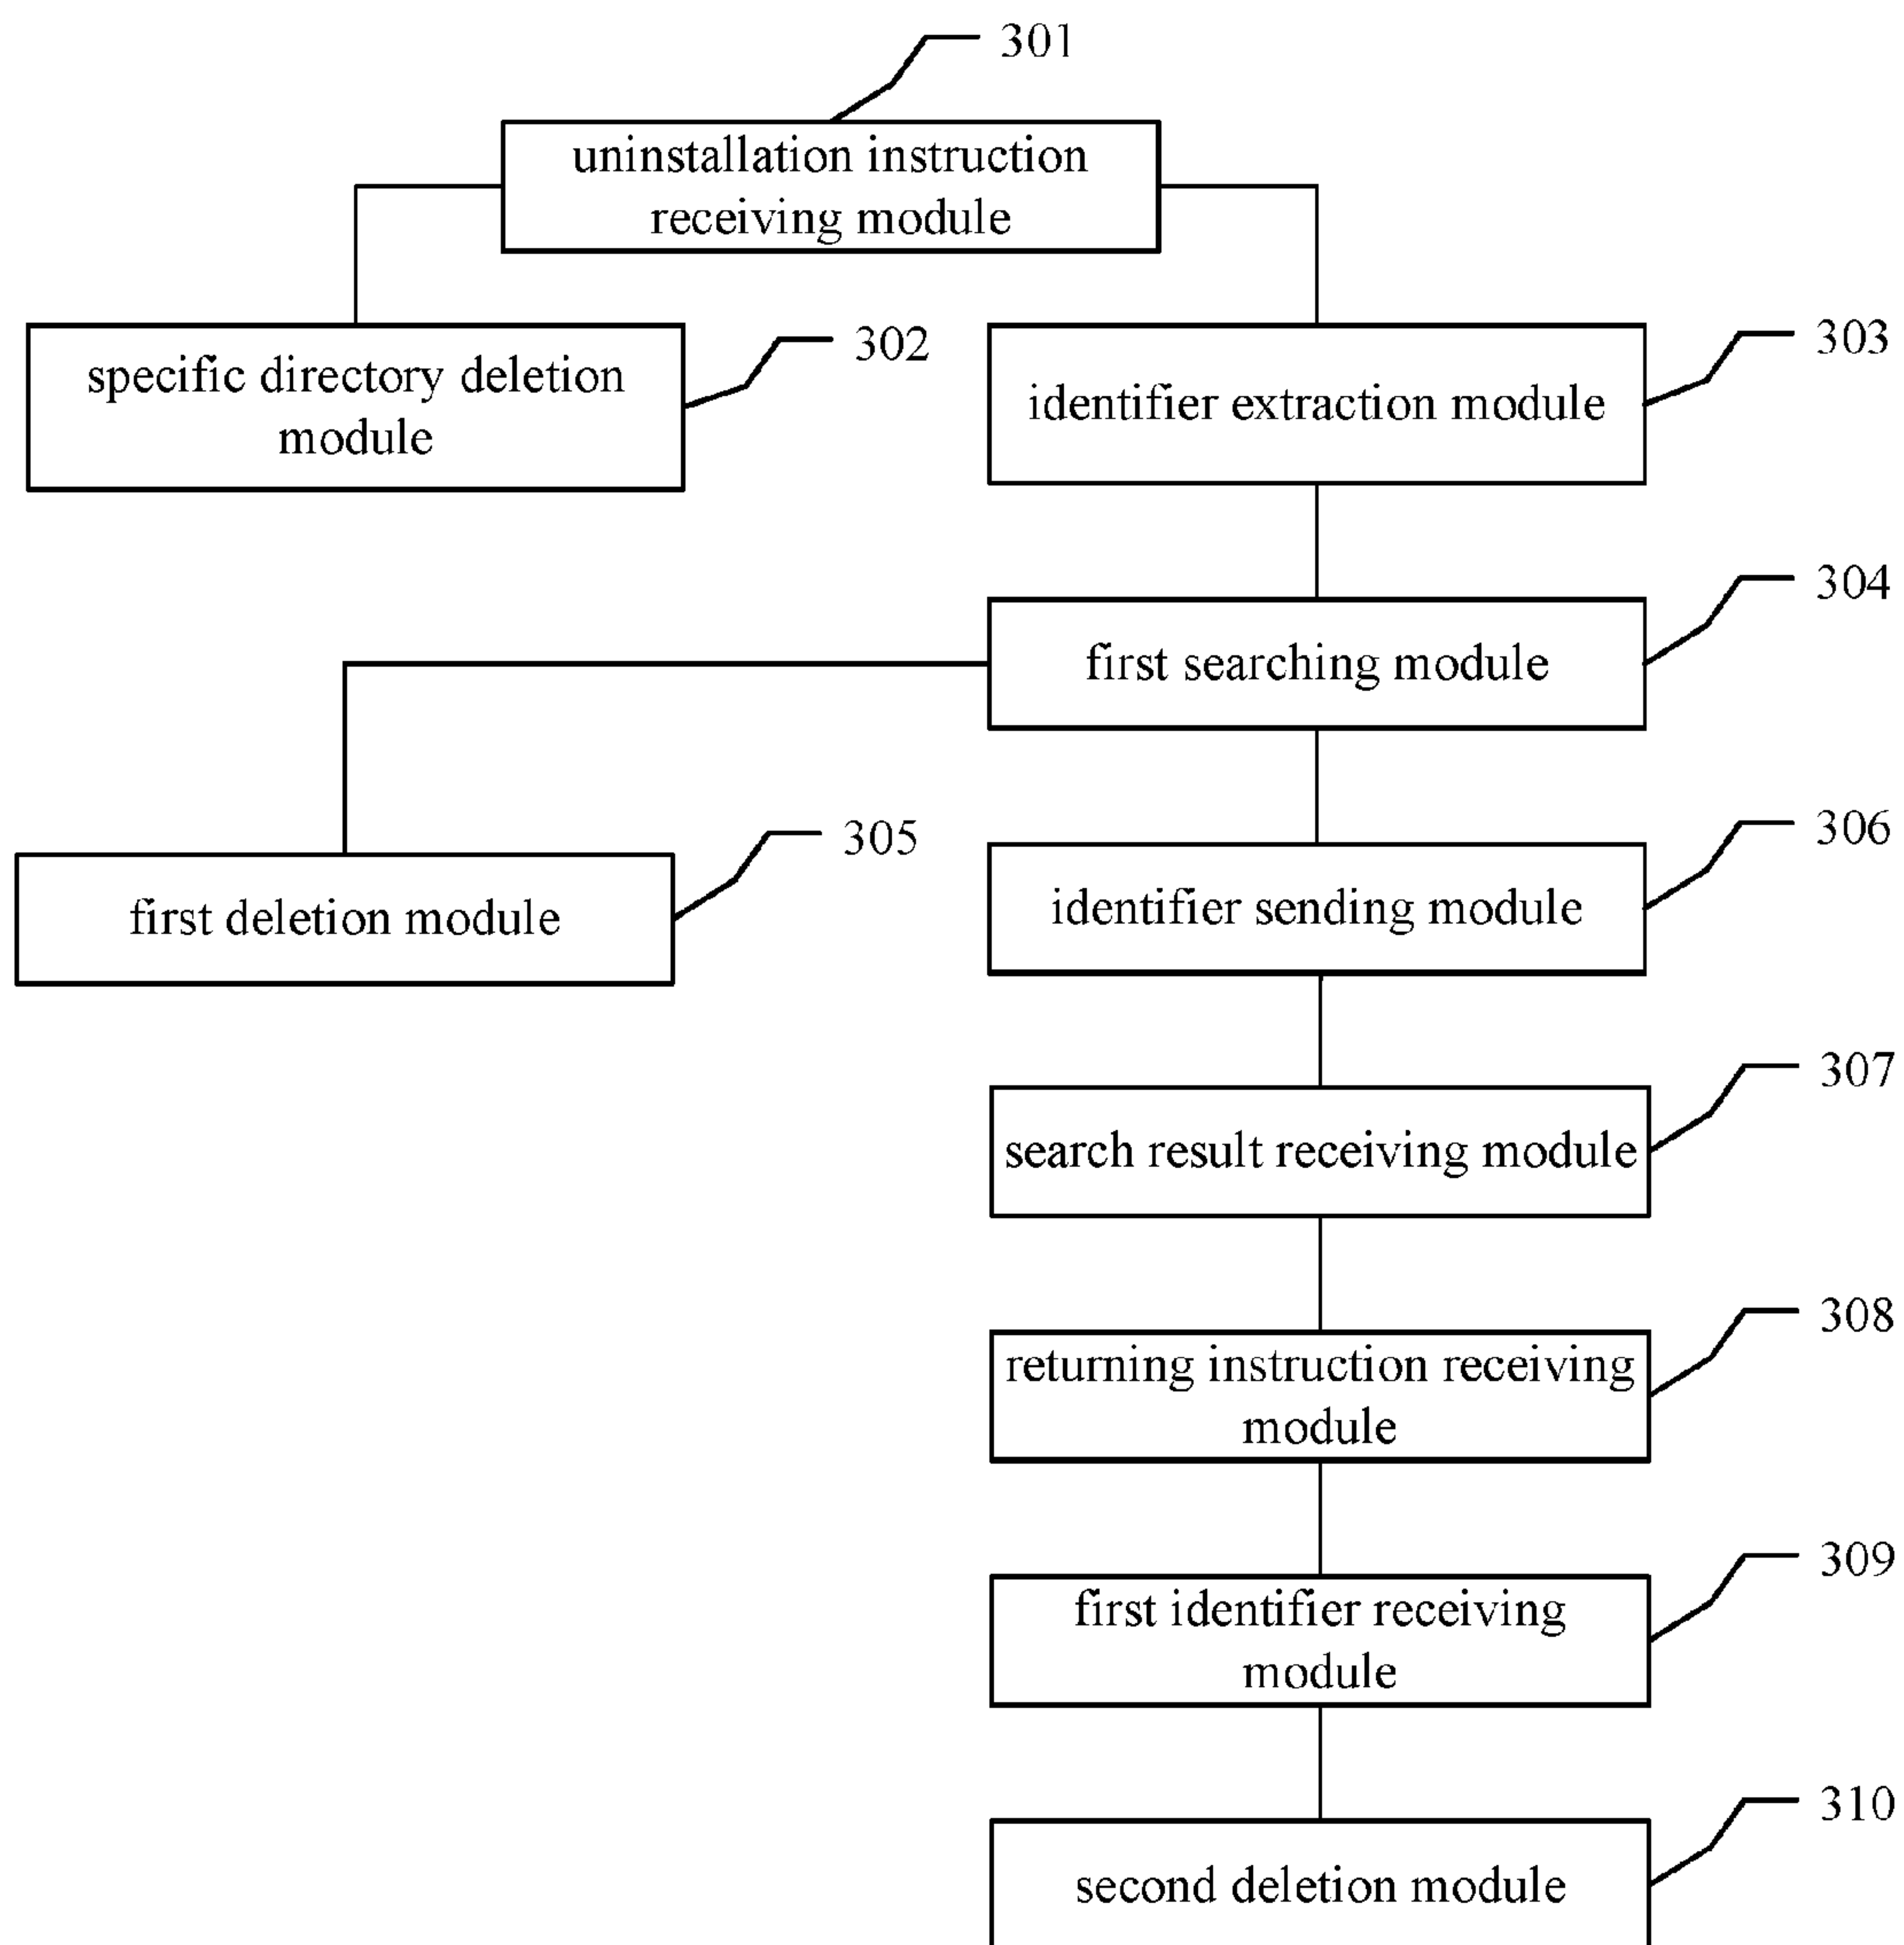 301
uninstallation instruction
receiving module
302
specific directory deletion
module
303
identifier extraction module
304
first searching module
305
first deletion module
306
identifier sending module
307
search result receiving module
308
returning instruction receiving
module
309
first identifier receiving
module
310
second deletion module